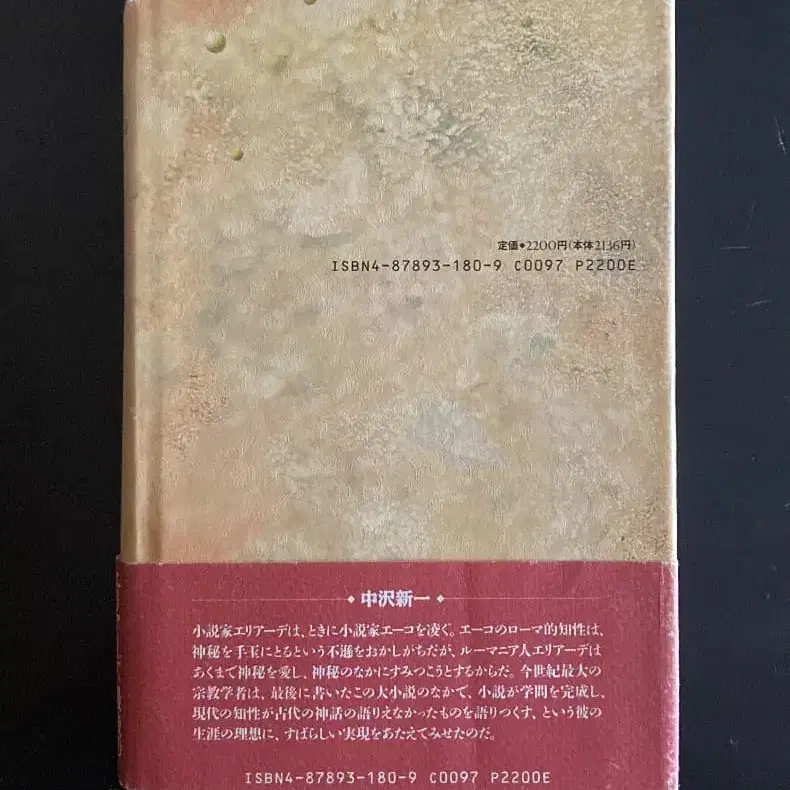 定価◆2200円(本体2136円)
ISBN4-87893-180-9 C0097 P2200E
中沢新一
小説家エリアーデは、ときに小説家エーコを凌ぐ。エーコのローマ的知性は、
神秘を手玉にとるという不遜をおかしがちだが、ルーマニア人エリアーデは
あくまで神秘を愛し、神秘のなかにすみつこうとするからだ。今世紀最大の
宗教学者は、最後に書いたこの大小説のなかで、小説が学問を完成し、
現代の知性が古代の神話の語りえなかったものを語りつくす、という彼の
生涯の理想に、すばらしい実現をあたえてみせたのだ。
ISBN4-87893-180-9 C0097 P2200E